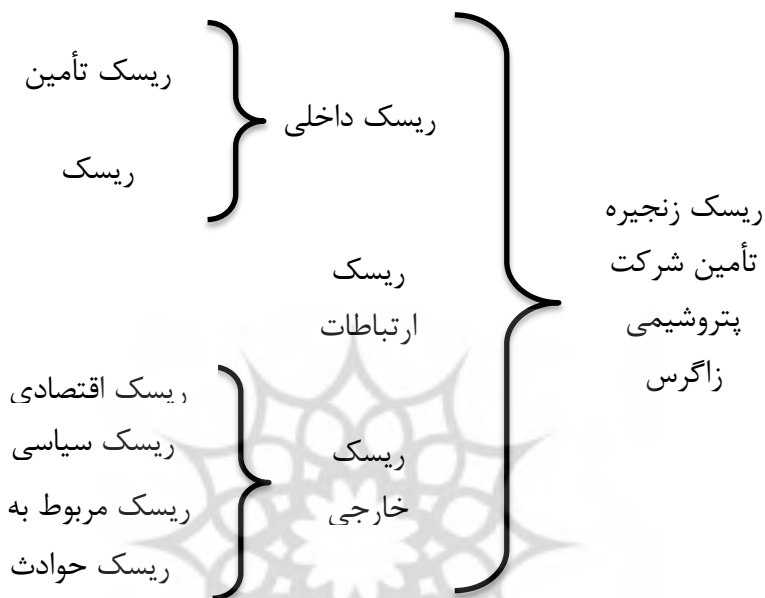 ریسک زنجیره
تأمین شرکت
پتروشیمی
زاگرس
ریسک داخلی
ریسک تأمین
ریسک
ریسک
ارتباطات
ریسک
خارجی
ریسک اقتصادی
ریسک سیاسی
ریسک مربوط به
ریسک حوادث